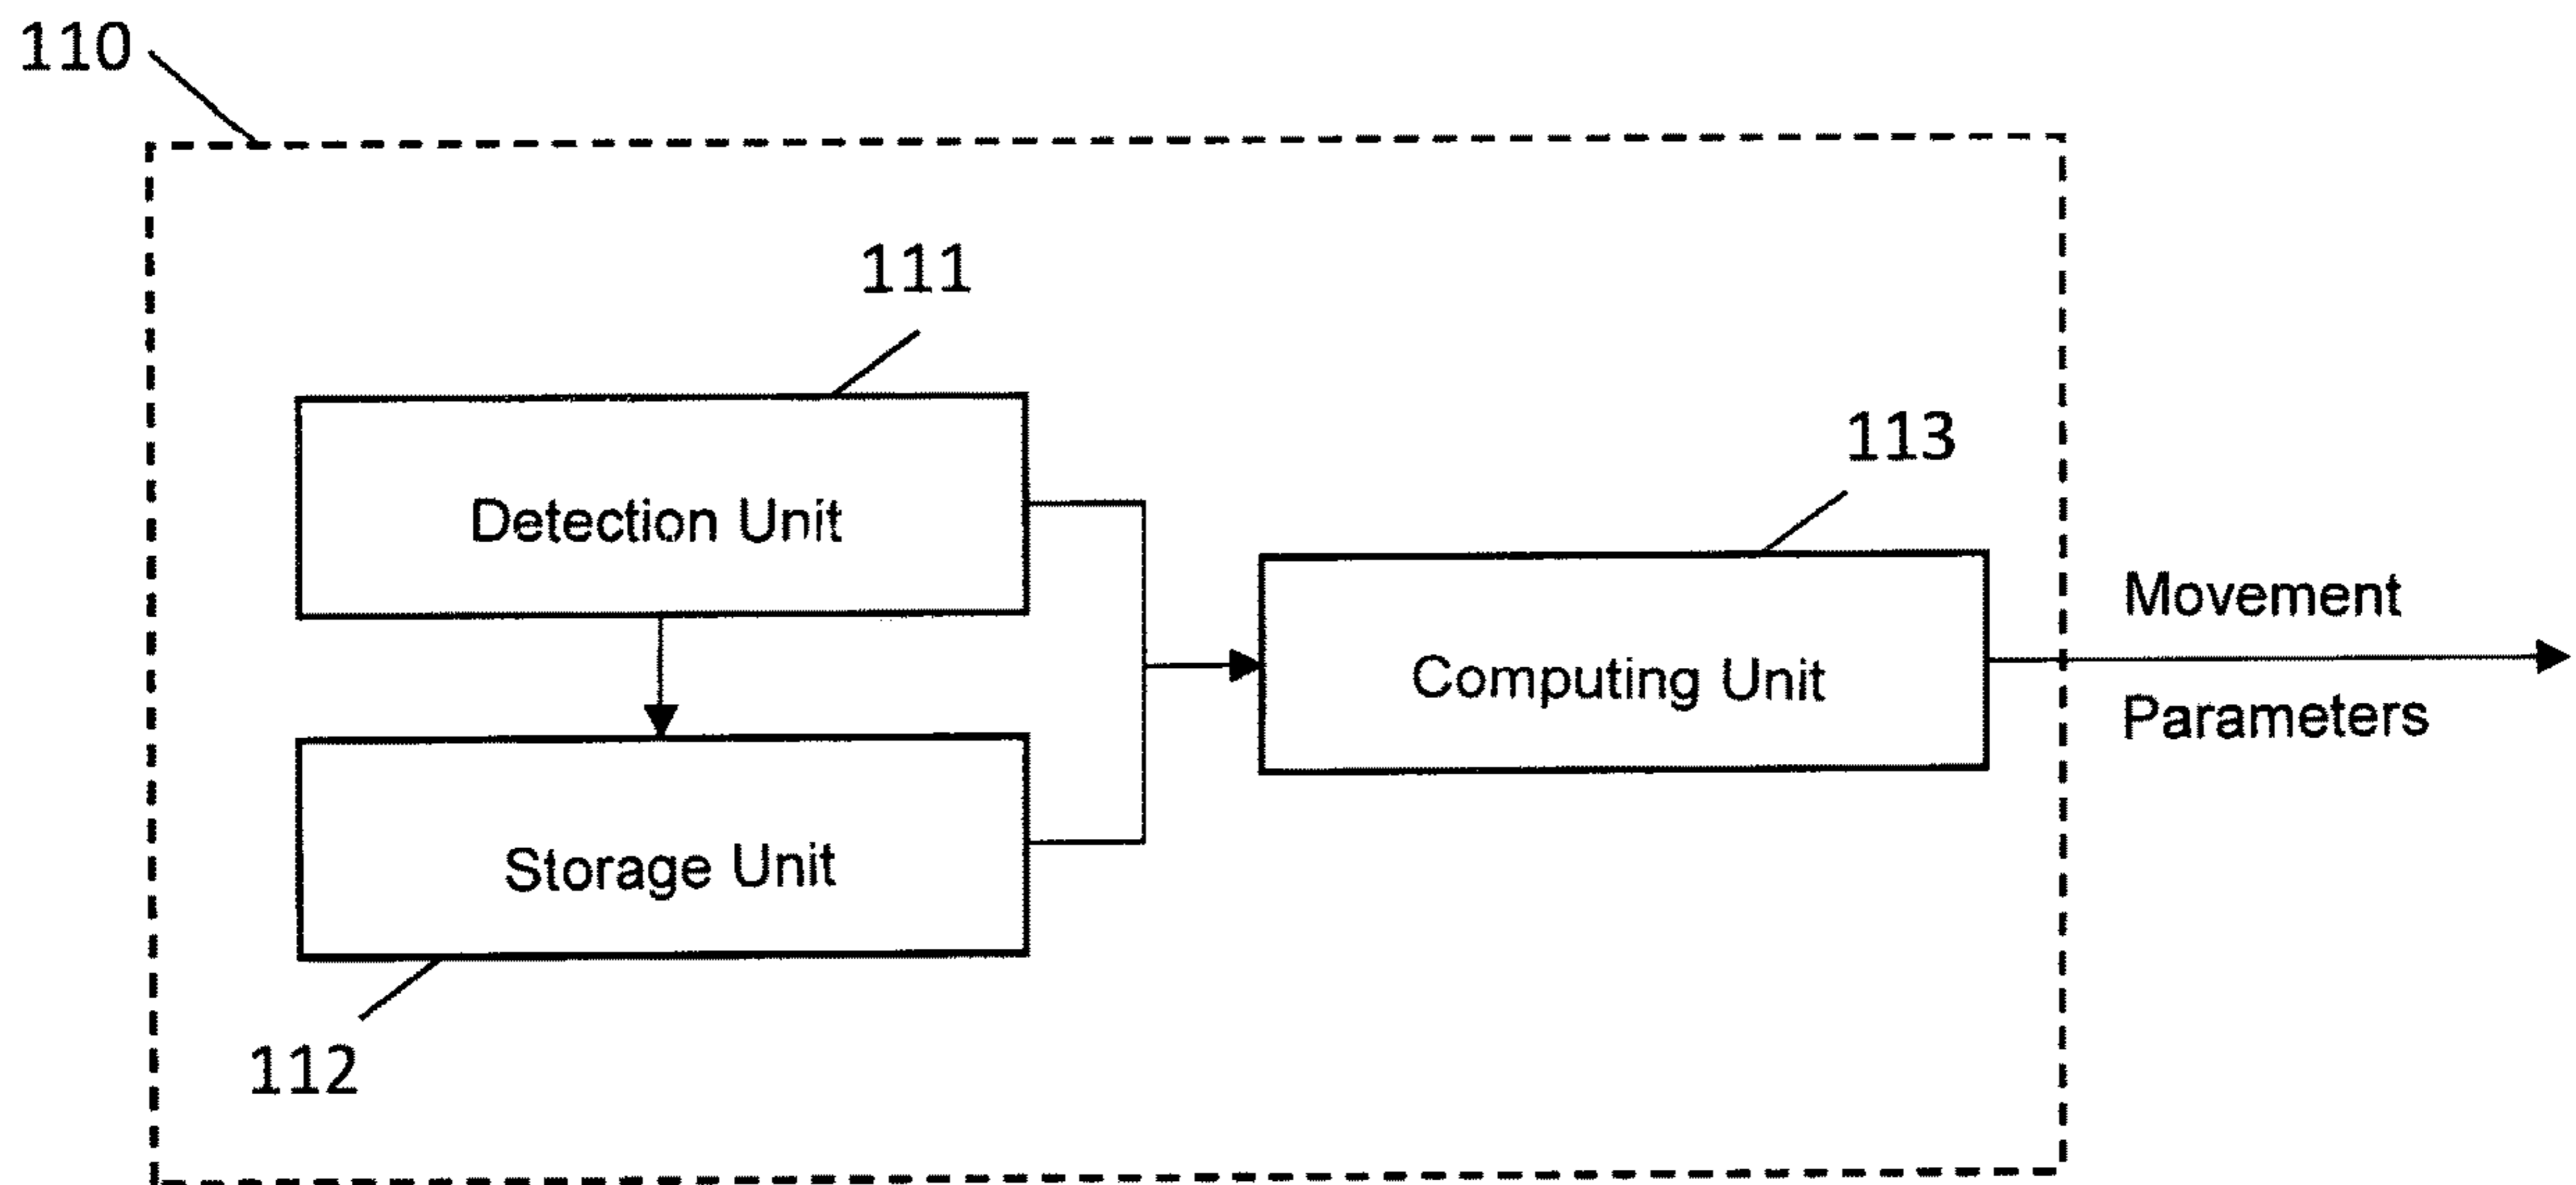 110
111
Detection Unit
113
Computing Unit
Movement
Parameters
Storage Unit
112